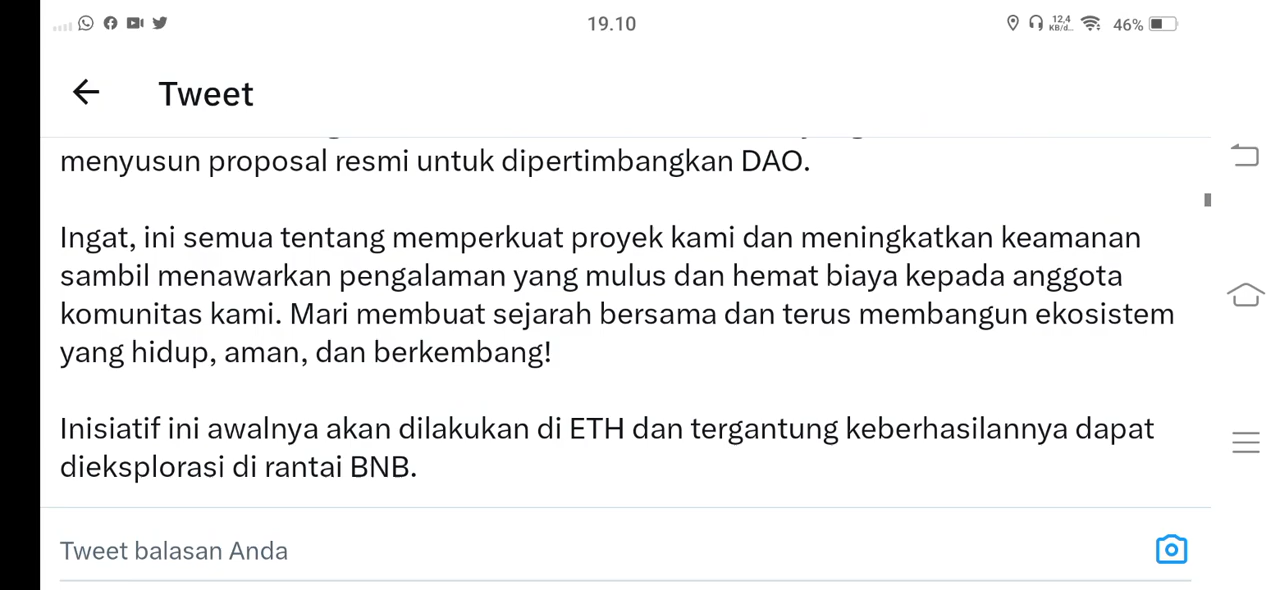 19.10
12,4
KB/d...
46%
Tweet
menyusun proposal resmi untuk dipertimbangkan DAO.
Ingat, ini semua tentang memperkuat proyek kami dan meningkatkan keamanan
sambil menawarkan pengalaman yang mulus dan hemat biaya kepada anggota
komunitas kami. Mari membuat sejarah bersama dan terus membangun ekosistem
yang hidup, aman, dan berkembang!
Inisiatif ini awalnya akan dilakukan di ETH dan tergantung keberhasilannya dapat
dieksplorasi di rantai BNB.
Tweet balasan Anda